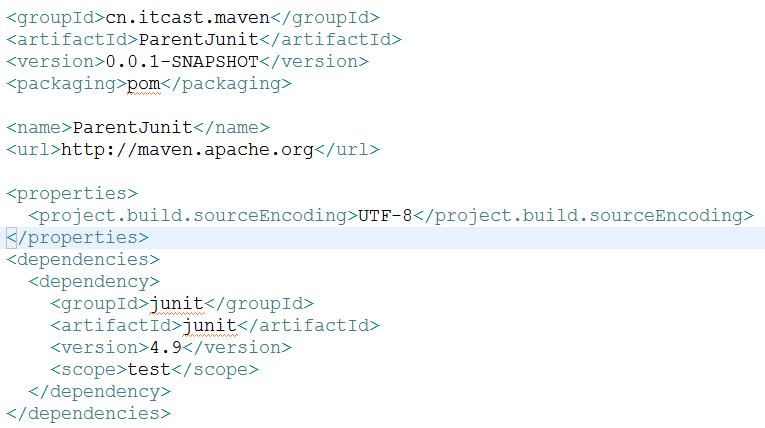 <groupId>cn.itcast.maven</groupId>
<artifactId>ParentJunit</artifactId>
<version>0.0.1-SNAPSHOT</version>
<packaging>pom</packaging>
<name>ParentJunit</name>
<url>http://maven.apache.org</url>
<properties>
<project.build.sourceEncoding>UTF-8</project.build.sourceEncoding>
</properties>
<dependencies>
<dependency>
<groupId>junit</groupId>
<artifactId>junit</artifactId>
<version>4.9</version>
<scope>test</scope>
</dependency>
</dependencies>